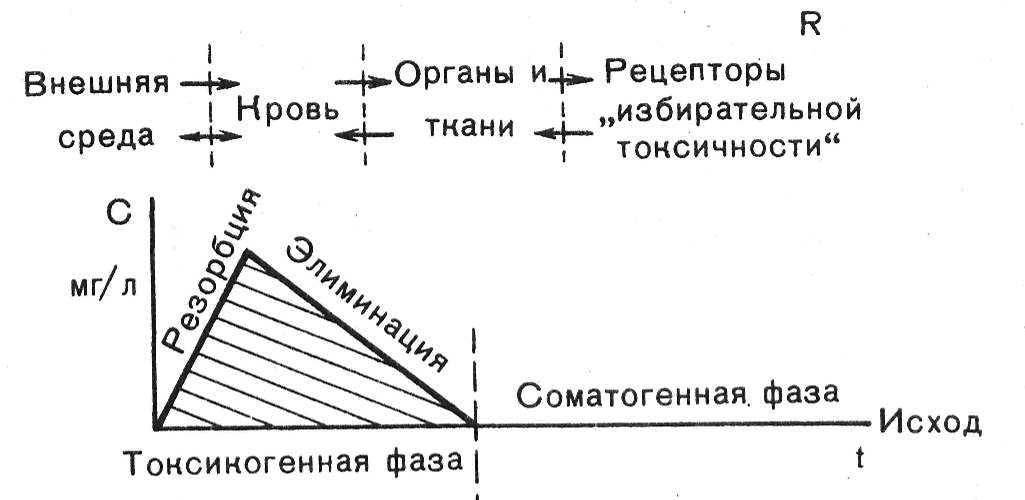 R
Внешняя
среда
Кровь
Органы и
ткани
Рецепторы
„избирательной
токсичности“
С
мг/л
Резорбция
Элиминация
Соматогенная фаза
Исход
Токсикогенная фаза
t